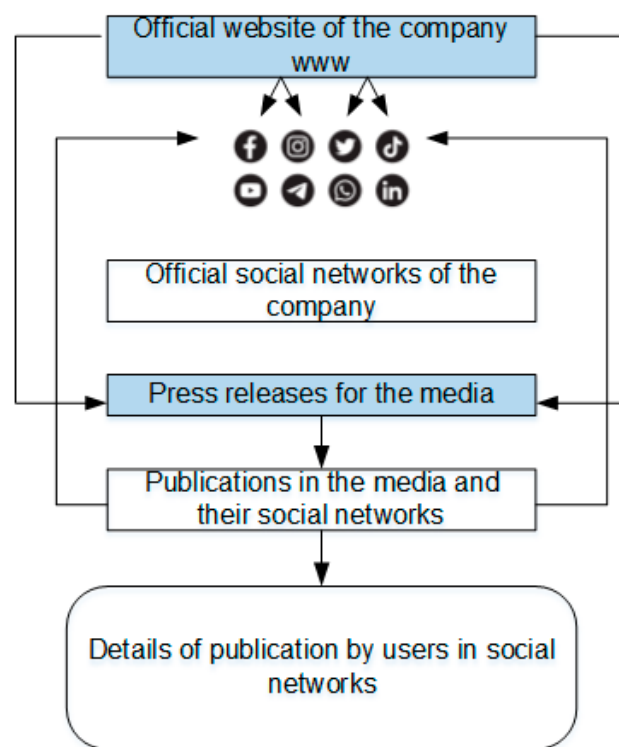 Official website of the company
www
Official social networks of the
company
Press releases for the media
Publications in the media and
their social networks
Details of publication by users in social
networks